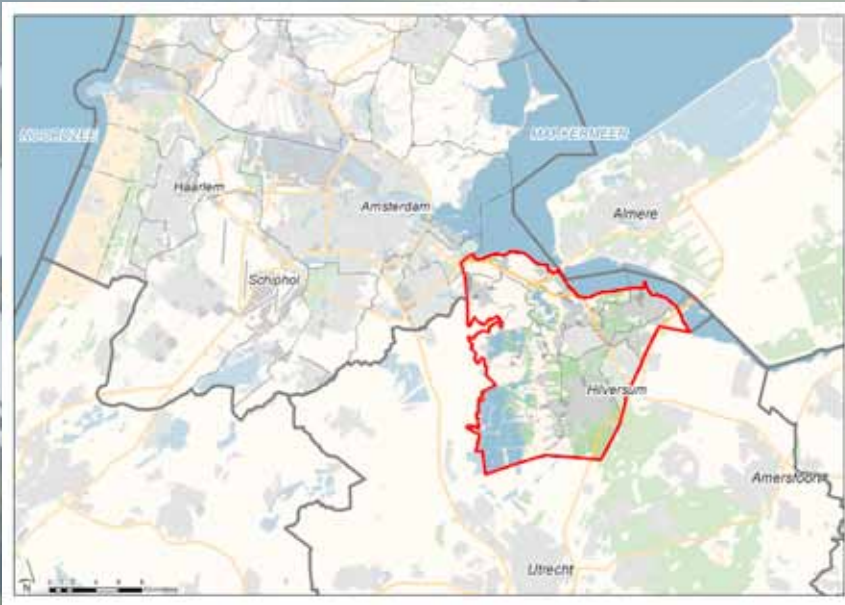 NOORDZEE
MARKERMEER
Haarlem
Amsterdam
Almere
Schiphol
Hilversum
Amersfoort
Utrecht
N